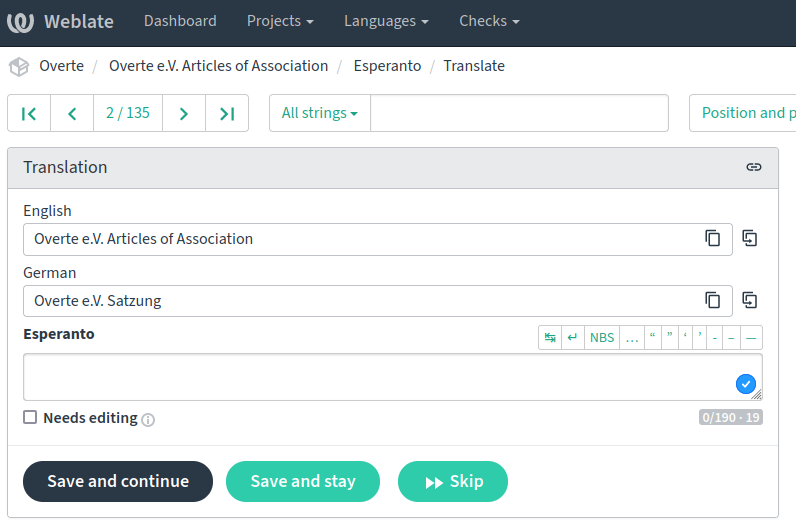 Weblate Dashboard Projects Languages Checks
Overte / Overte e.V. Articles of Association / Esperanto / Translate
2 / 135 All strings Position and p
Translation
English
Overte e.V. Articles of Association
German
Overte e.V. Satzung
Esperanto NBS … “ ” ‘ ’ - – —
Needs editing 0/190 · 19
Save and continue Save and stay Skip